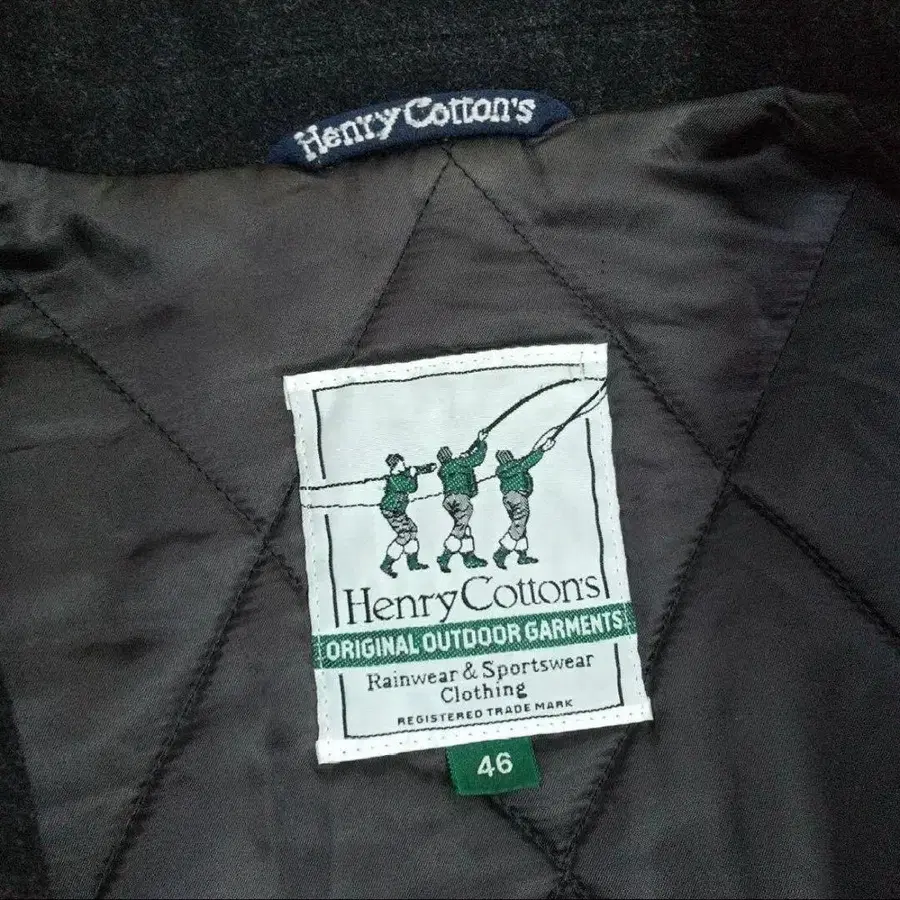 Henry Cotton's
Henry Cotton's
ORIGINAL OUTDOOR GARMENTS
Rainwear & Sportswear
Clothing
REGISTERED TRADE MARK
46